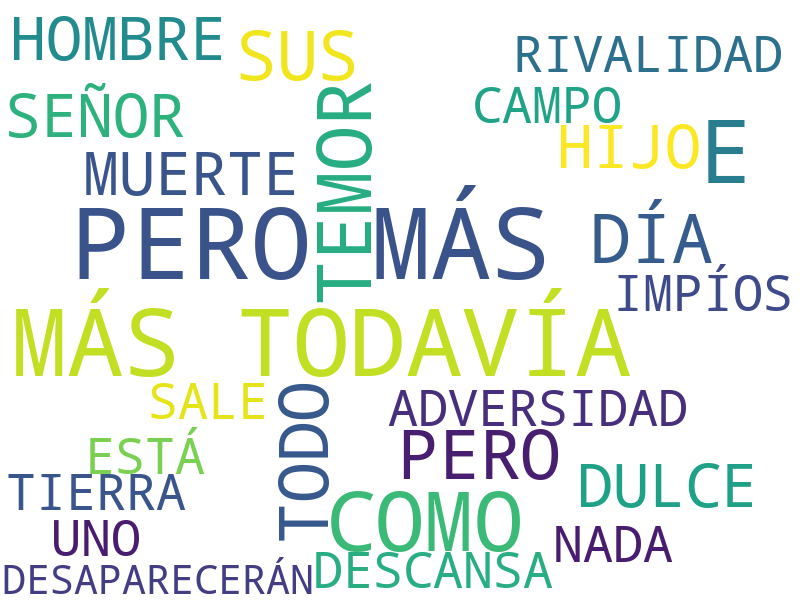 HOMBRE
SUS
RIVALIDAD
SEÑOR
CAMPO
TEMOR
HIJO
E
MUERTE
PERO
MÁS
DÍA
IMPÍOS
MÁS TODAVÍA
SALE
TODO
ADVERSIDAD
ESTÁ
PERO
TIERRA
DULCE
COMO
UNO
NADA
DESAPARECERÁN
DESCANSA